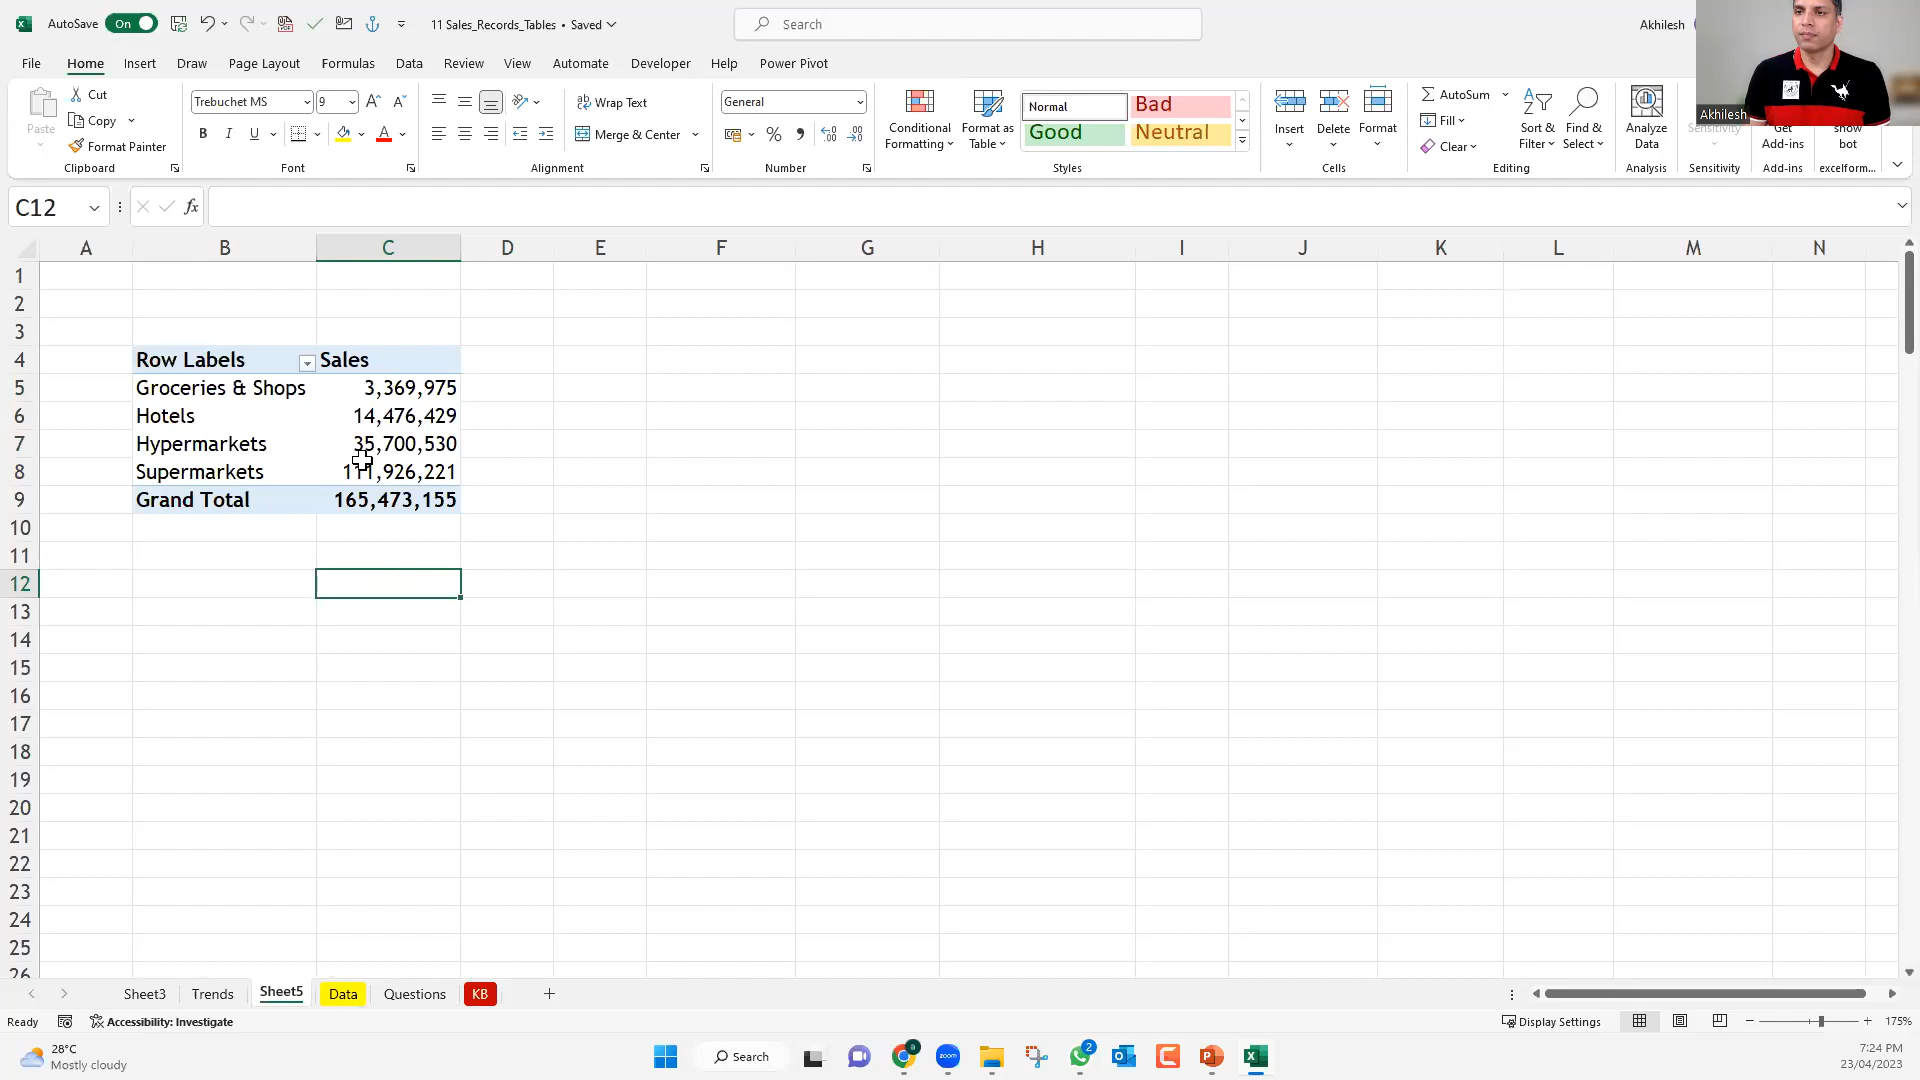 AutoSave On 11 Sales_Records_Tables • Saved Search Akhilesh
File Home Insert Draw Page Layout Formulas Data Review View Automate Developer Help Power Pivot
Paste Cut Copy Format Painter Clipboard
Trebuchet MS 9 Font
Wrap Text Merge & Center Alignment
General Number
Conditional Formatting Format as Table Normal Bad Good Neutral Styles
Insert Delete Format Cells
AutoSum Fill Clear Sort & Filter Find & Select Editing
Analyze Data Analysis
Sensitivity Sensitivity
Get Add-ins Add-ins
show bot excelform...
Akhilesh
C12 fx
A B C D E F G H I J K L M N
1
2
3
4 Row Labels Sales
5 Groceries & Shops 3,369,975
6 Hotels 14,476,429
7 Hypermarkets 35,700,530
8 Supermarkets 111,926,221
9 Grand Total 165,473,155
10
11
12
13
14
15
16
17
18
19
20
21
22
23
24
25
26
Sheet3 Trends Sheet5 Data Questions KB
Ready Accessibility: Investigate Display Settings 175%
28°C
Mostly cloudy
Search
zoom
2
7:24 PM
23/04/2023